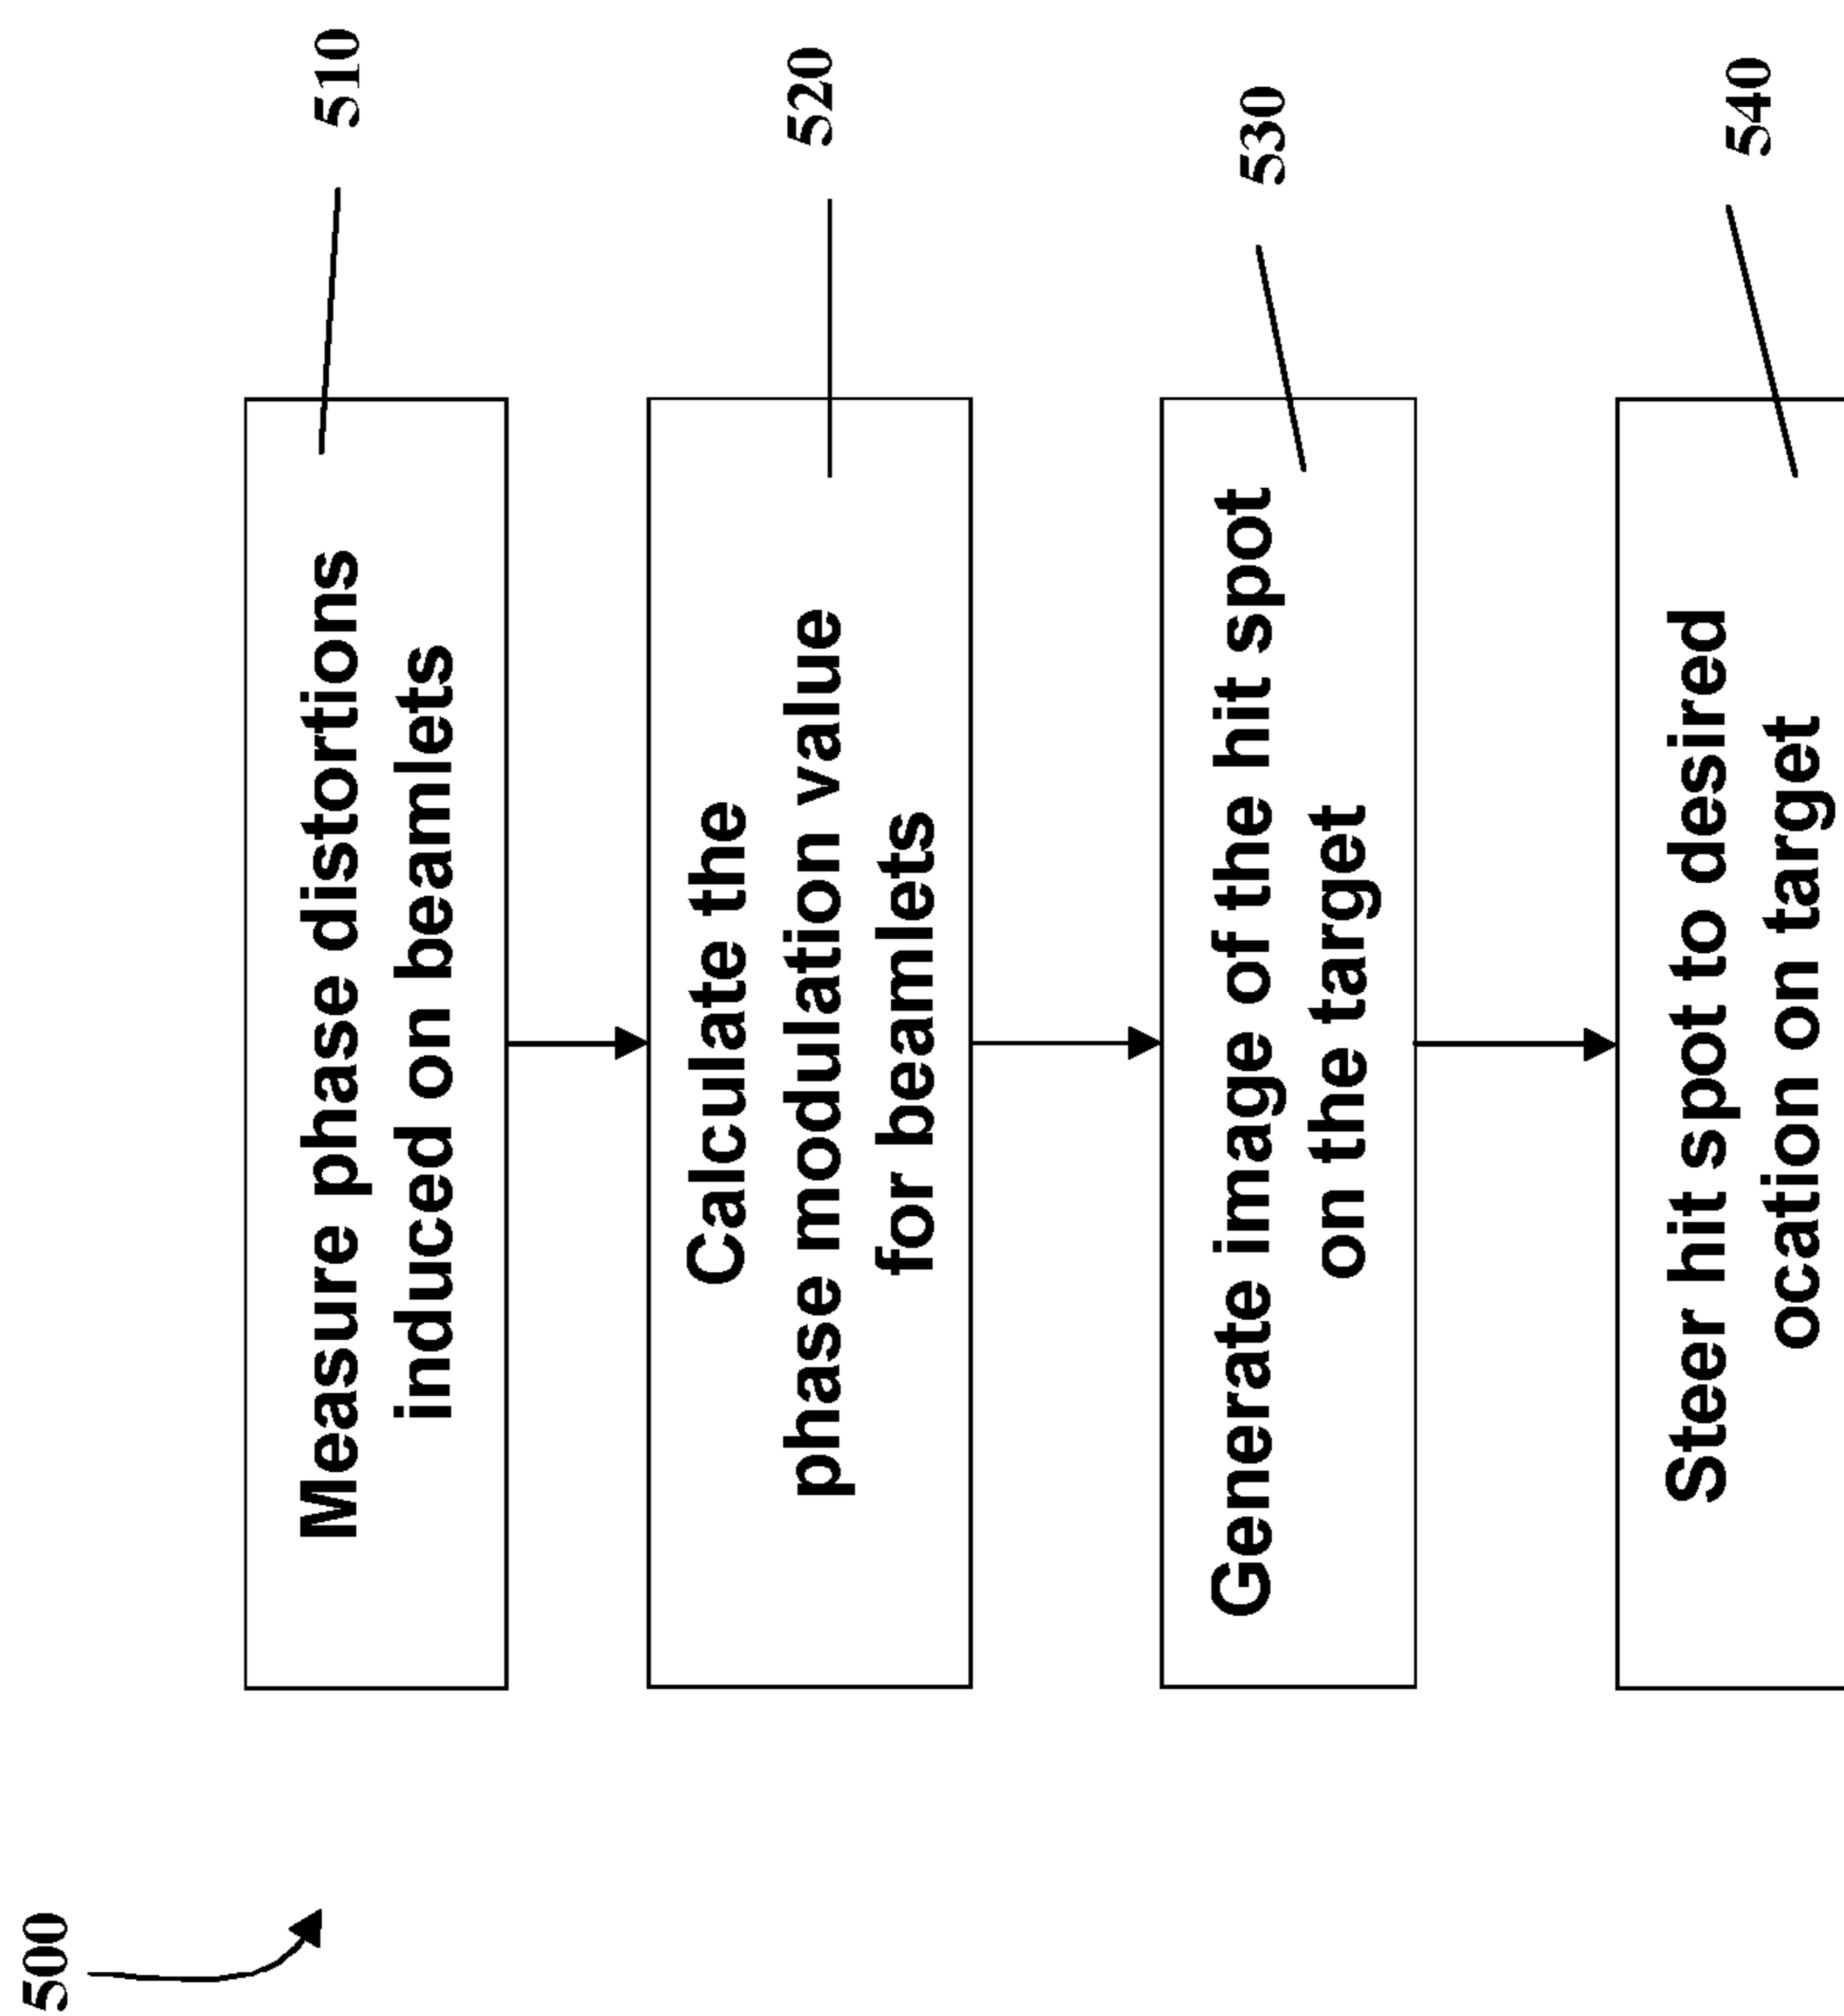 500
Measure phase distortions
induced on beamlets
510
Calculate the
phase modulation value
for beamlets
520
Generate image of the hit spot
on the target
530
Steer hit spot to desired
ocation on target
540